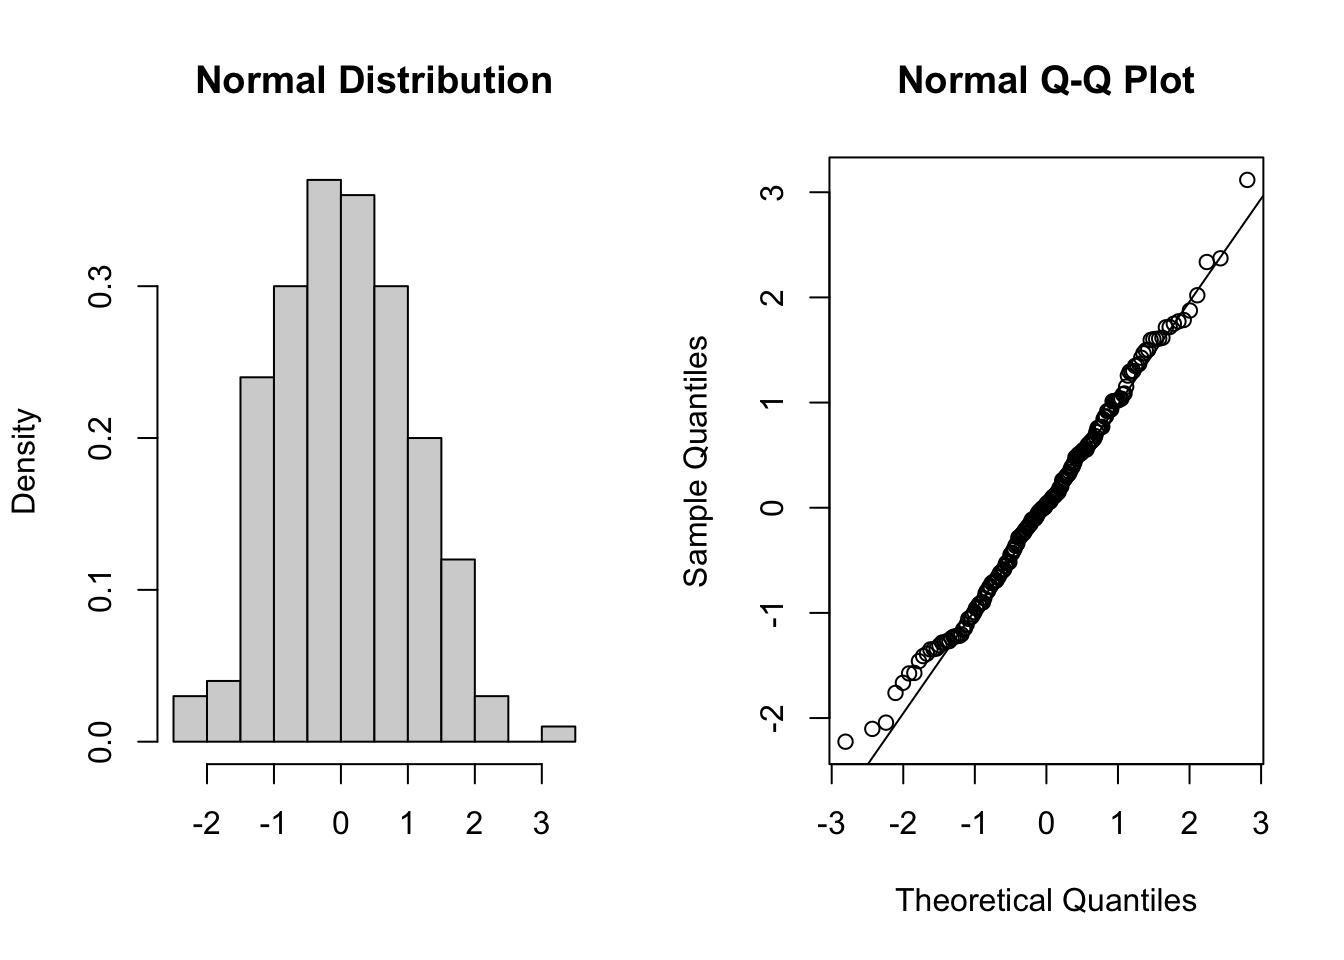 Normal Distribution
Density
0.0 0.1 0.2 0.3
-2 -1 0 1 2 3
Normal Q-Q Plot
Sample Quantiles
-2 -1 0 1 2 3
-3 -2 -1 0 1 2 3
Theoretical Quantiles